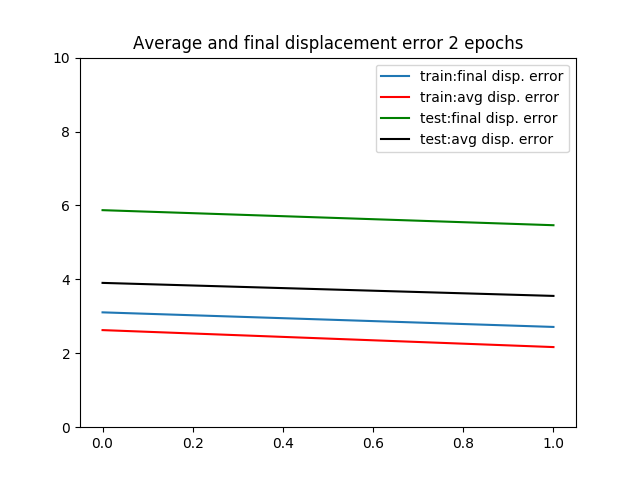 Average and final displacement error 2 epochs
train:final disp. error
train:avg disp. error
test:final disp. error
test:avg disp. error
10
8
6
4
2
0
0.0 0.2 0.4 0.6 0.8 1.0